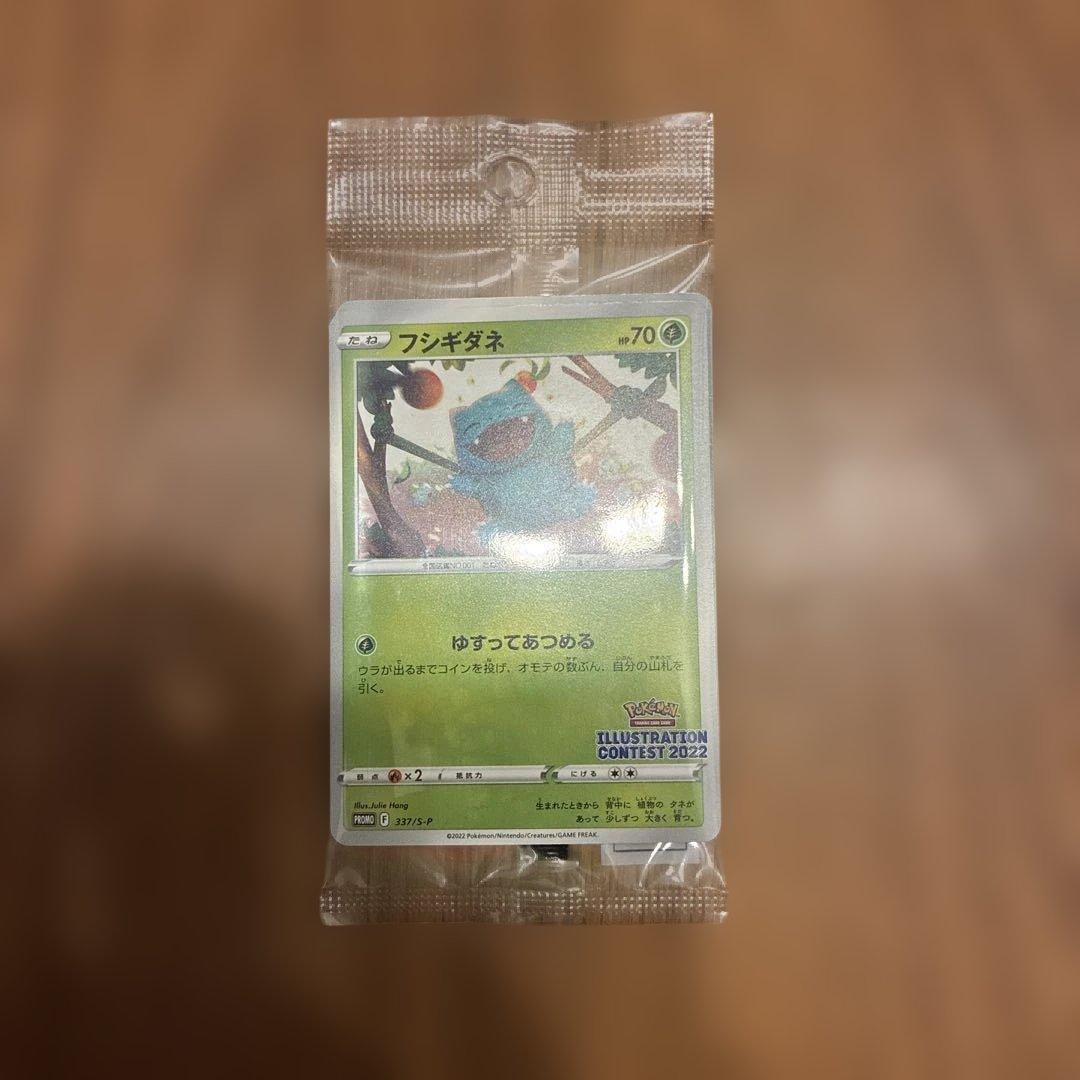 たね フシギダネ HP 70
全国図鑑NO.001
ゆすってあつめる
ウラが出るまでコインを投げ、オモテの数ぶん、自分の山札を
引く。
Pokémon
TRADING CARD GAME
ILLUSTRATION
CONTEST 2022
弱点 ×2 抵抗力 にげる
Illus.Julie Hang
生まれたときから 背中に 植物の タネが
あって 少しずつ 大きく 育つ。
PROMO F 337/S-P
©2022 Pokémon/Nintendo/Creatures/GAME FREAK.